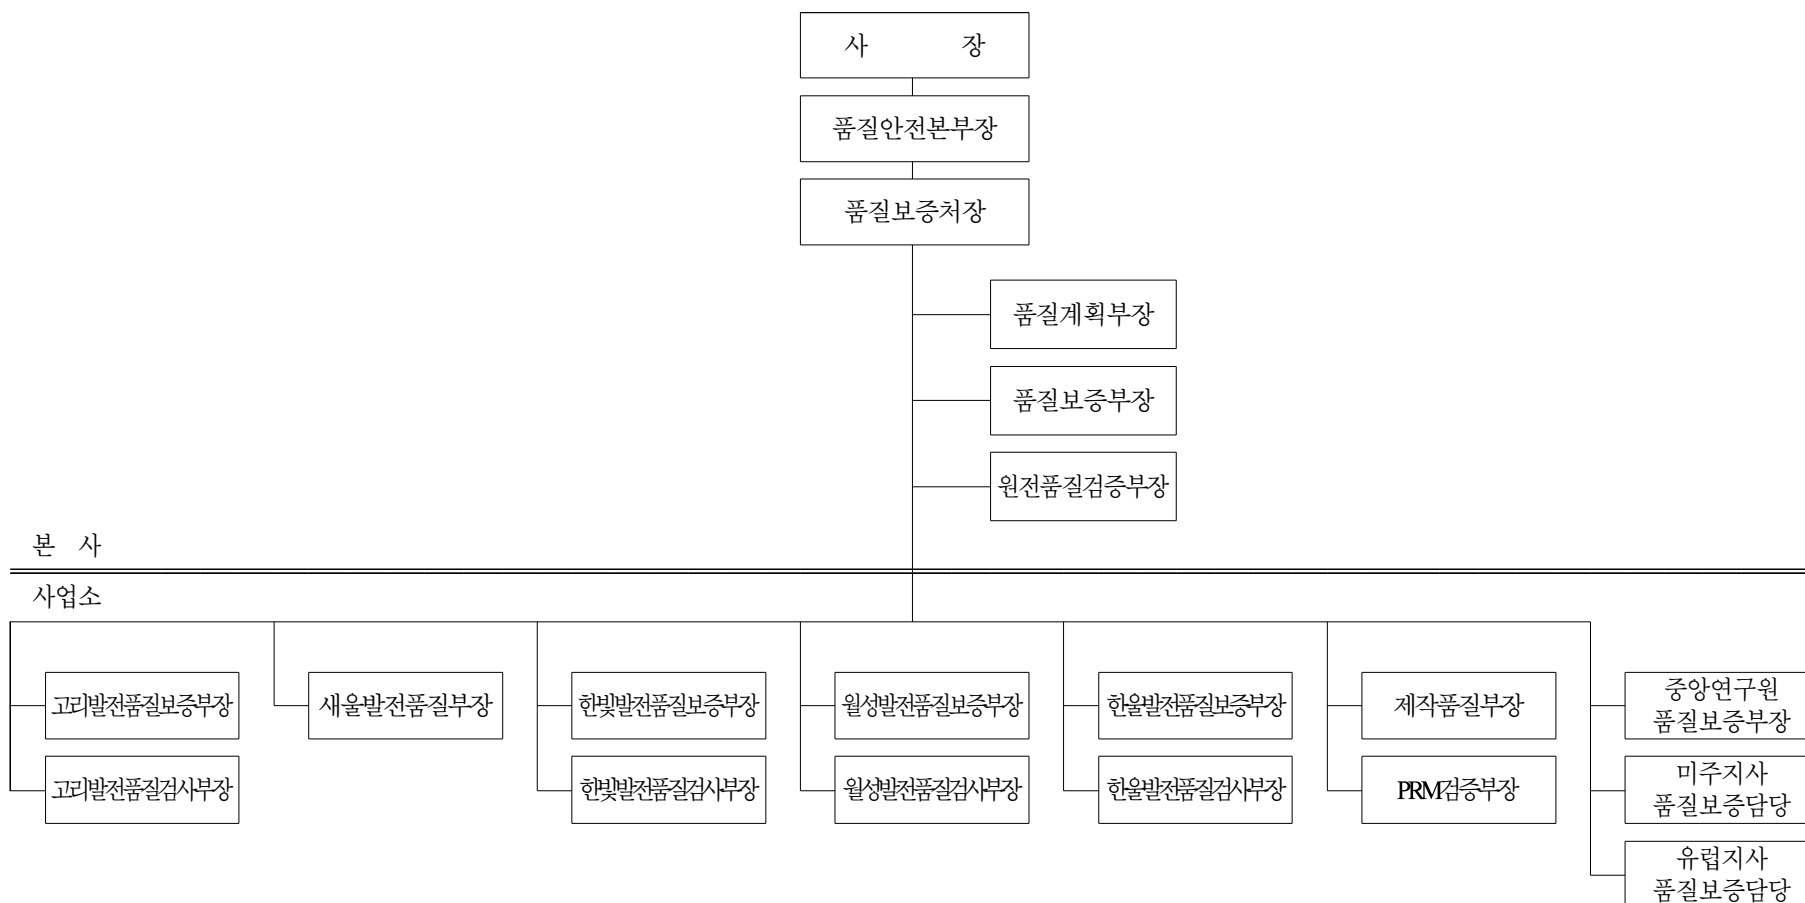 사 장
품질안전본부장
품질보증처장
품질계획부장
품질보증부장
원전품질검증부장
본 사
사업소
고리발전품질보증부장
새울발전품질부장
한빛발전품질보증부장
월성발전품질보증부장
한울발전품질보증부장
제작품질부장
중앙연구원
품질보증부장
고리발전품질검사부장
한빛발전품질검사부장
월성발전품질검사부장
한울발전품질검사부장
PRM검증부장
미주지사
품질보증담당
유럽지사
품질보증담당